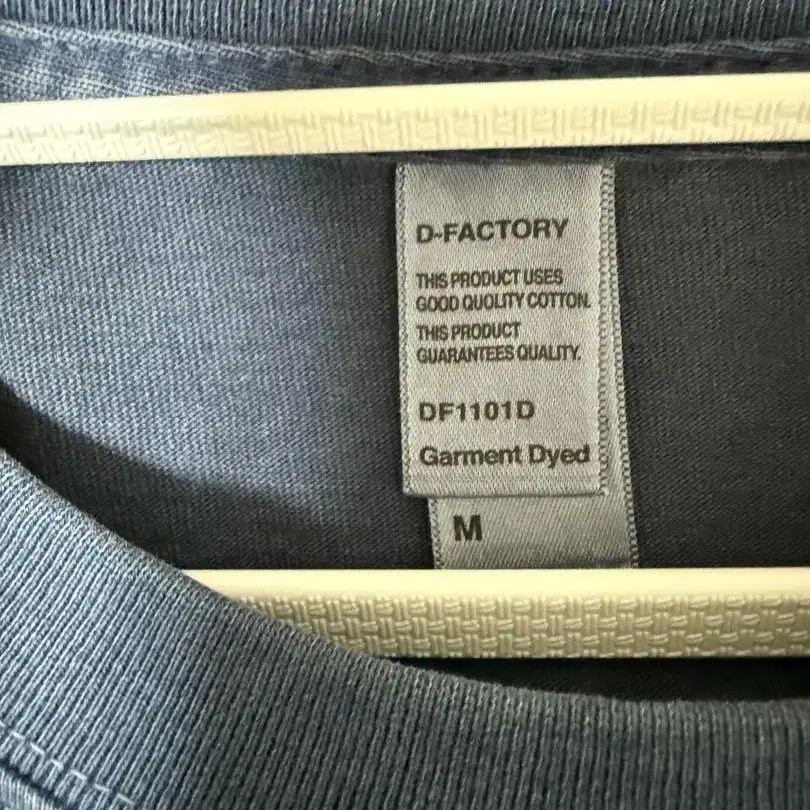 D-FACTORY
THIS PRODUCT USES
GOOD QUOLITY COTTON.
THIS PRODUCT
GUARANTEES QUALITY.
DF1101D
Garment Dyed
M